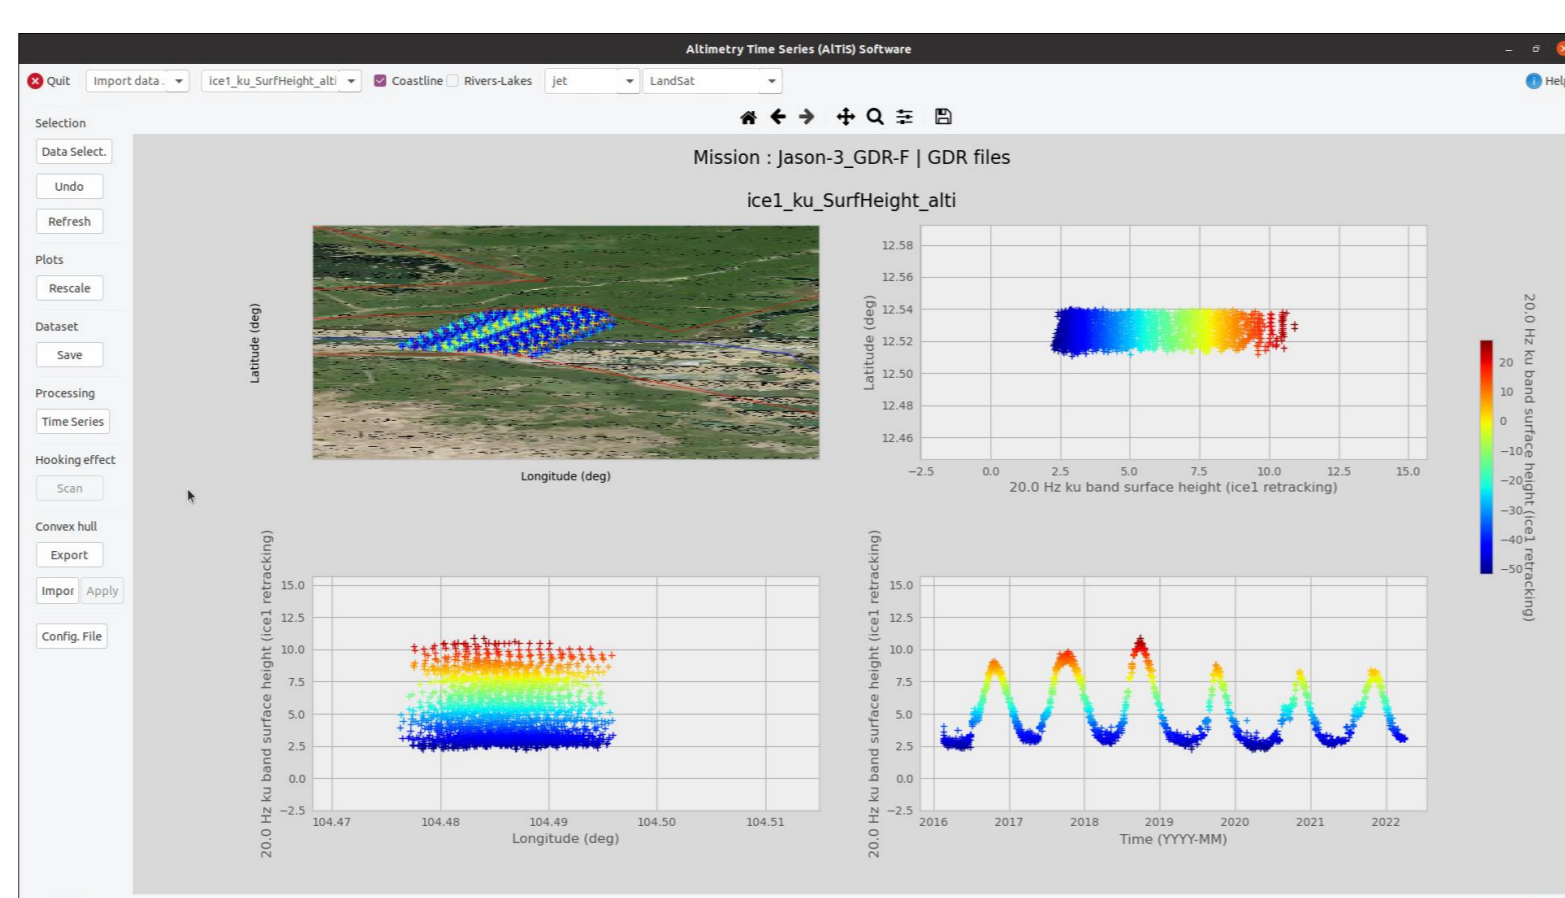 Altimetry Time Series (AlTiS) Software
Quit
Import data.
ice1_ku_SurfHeight_alti
Coastline
Rivers-Lakes
jet
LandSat
Help
Selection
Data Select.
Undo
Refresh
Plots
Rescale
Dataset
Save
Processing
Time Series
Hooking effect
Scan
Convex hull
Export
Impor
Apply
Config. File
Mission : Jason-3_GDR-F | GDR files
ice1_ku_SurfHeight_alti
Latitude (deg)
Longitude (deg)
Latitude (deg)
12.58
12.56
12.54
12.52
12.50
12.48
12.46
−2.5 0.0 2.5 5.0 7.5 10.0 12.5 15.0
20.0 Hz ku band surface height (ice1 retracking)
20
10
0
−10
−20
−30
−40
−50
20.0 Hz ku band surface height (ice1 retracking)
20.0 Hz ku band surface height (ice1 retracking)
15.0
12.5
10.0
7.5
5.0
2.5
0.0
−2.5
104.47 104.48 104.49 104.50 104.51
Longitude (deg)
20.0 Hz ku band surface height (ice1 retracking)
15.0
12.5
10.0
7.5
5.0
2.5
0.0
−2.5
2016 2017 2018 2019 2020 2021 2022
Time (YYYY-MM)